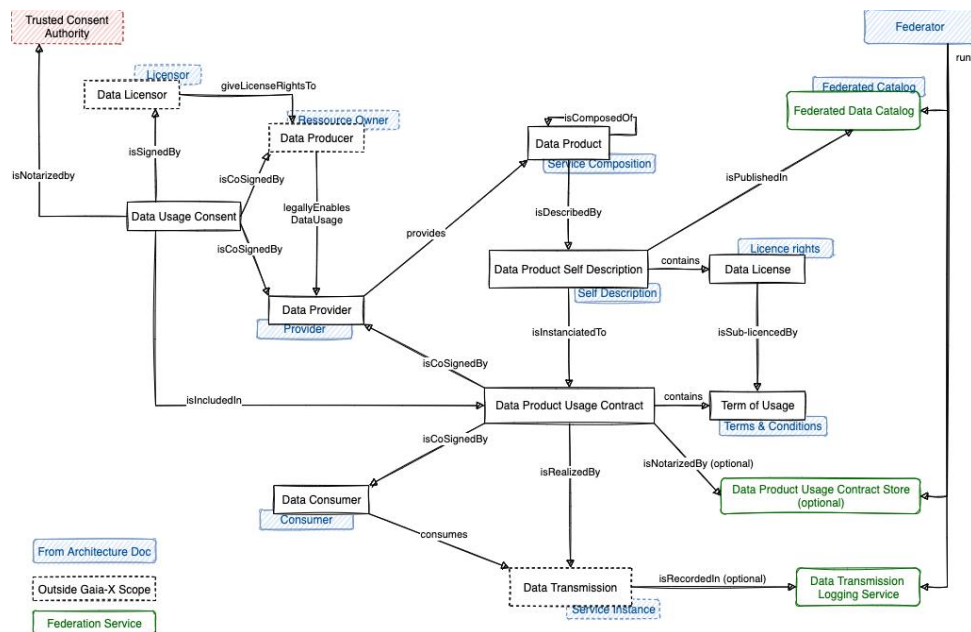 Trusted Consent
Authority
Federator
run
Licensor
Data Licensor
giveLicenseRightsTo
Federated Catalog
Federated Data Catalog
Ressource Owner
Data Producer
isComposedOf
Data Product
Service Composition
isSignedBy
isNotarizedby
isCoSignedBy
isPublishedIn
legallyEnables
DataUsage
isDescribedBy
Data Usage Consent
provides
isCoSignedBy
Licence rights
Data Product Self Description
contains
Data License
Self Description
Data Provider
Provider
isInstanciatedTo
isSub-licencedBy
isCoSignedBy
isIncludedIn
Data Product Usage Contract
contains
Term of Usage
Terms & Conditions
isCoSignedBy
isRealizedBy
isNotarizedBy (optional)
Data Consumer
Consumer
Data Product Usage Contract Store
(optional)
consumes
From Architecture Doc
Data Transmission
isRecordedIn (optional)
Data Transmission
Logging Service
Outside Gaia-X Scope
Service Instance
Federation Service